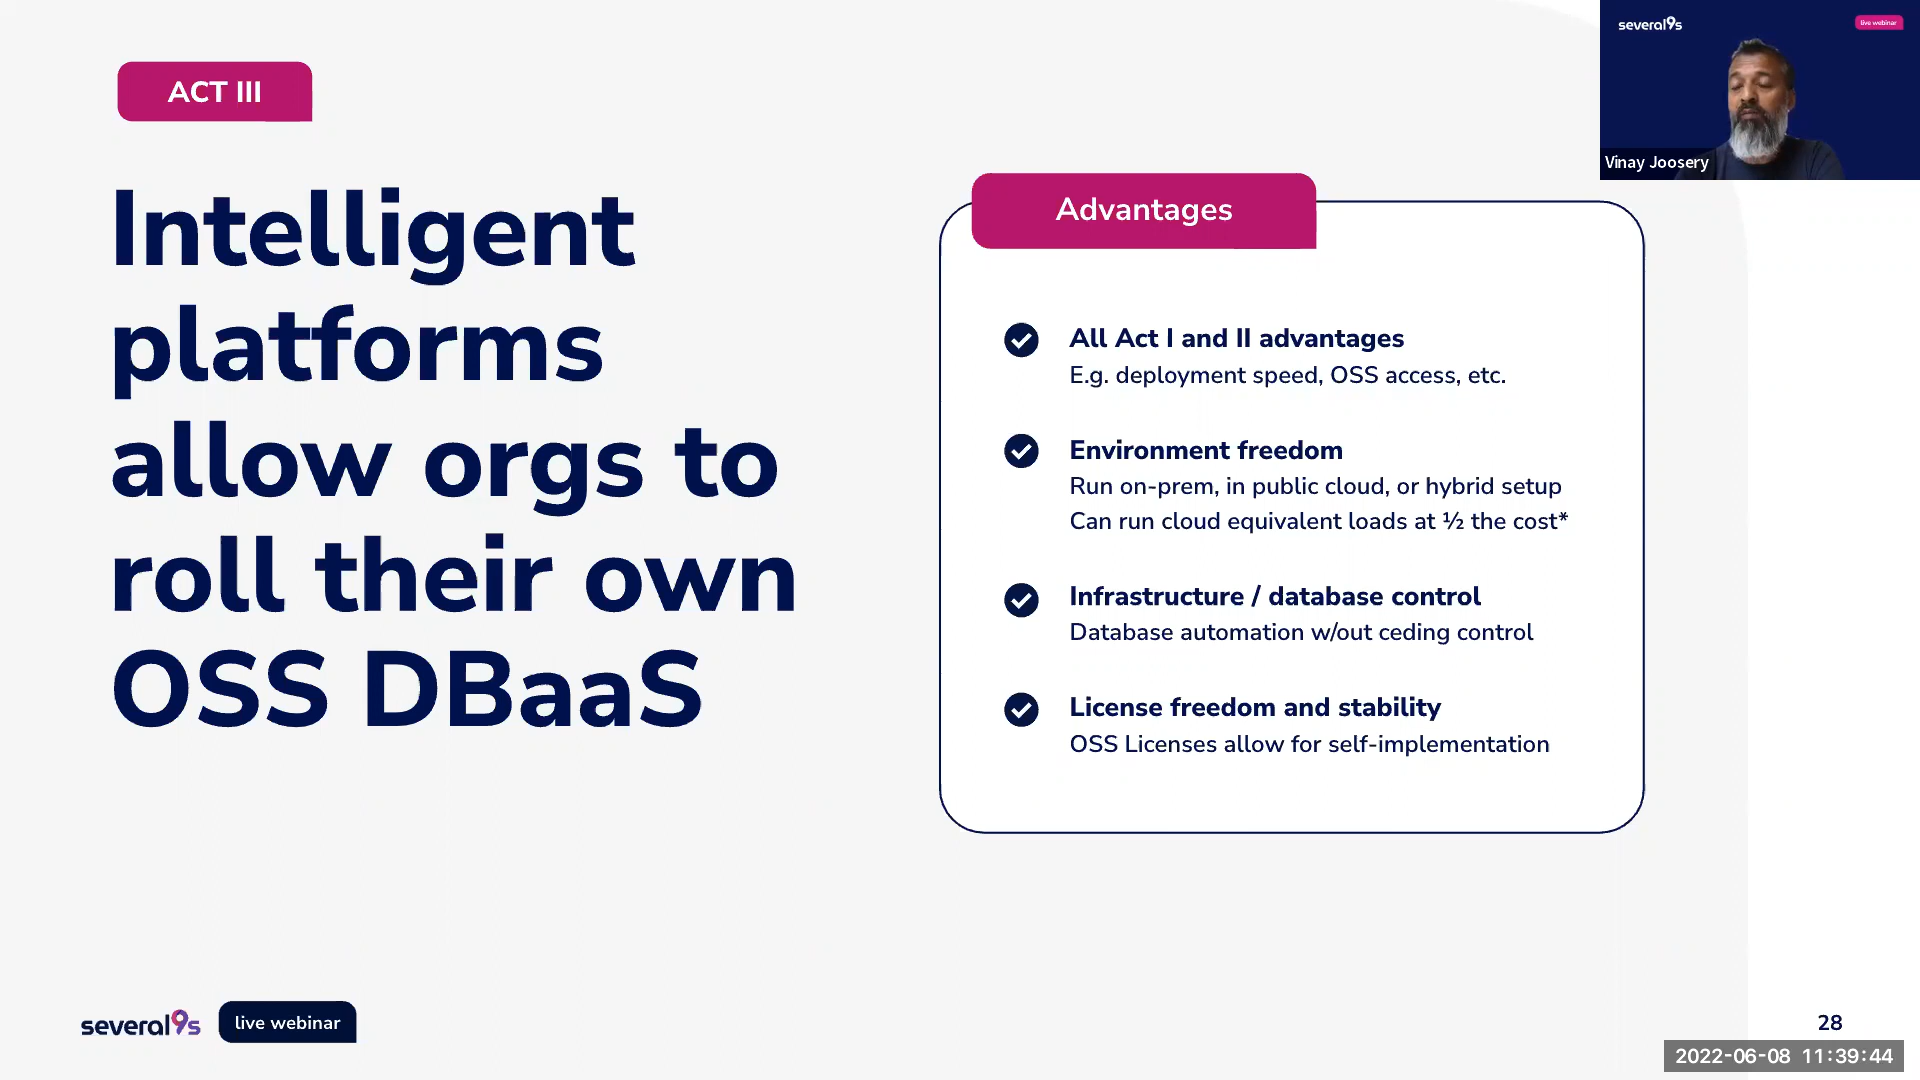 ACT III
Intelligent
platforms
allow orgs to
roll their own
OSS DBaaS
Advantages
All Act I and II advantages
E.g. deployment speed, OSS access, etc.
Environment freedom
Run on-prem, in public cloud, or hybrid setup
Can run cloud equivalent loads at ½ the cost*
Infrastructure / database control
Database automation w/out ceding control
License freedom and stability
OSS Licenses allow for self-implementation
several9s
live webinar
Vinay Joosery
several9s
live webinar
28
2022-06-08 11:39:44